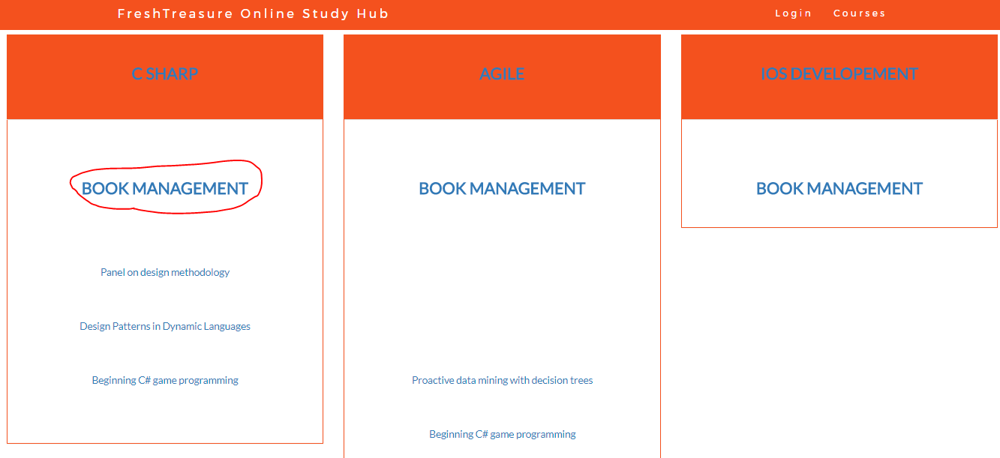 FreshTreasure Online Study Hub
Login Courses
C SHARP
BOOK MANAGEMENT
Panel on design methodology
Design Patterns in Dynamic Languages
Beginning C# game programming
AGILE
BOOK MANAGEMENT
Proactive data mining with decision trees
Beginning C# game programming
IOS DEVELOPEMENT
BOOK MANAGEMENT